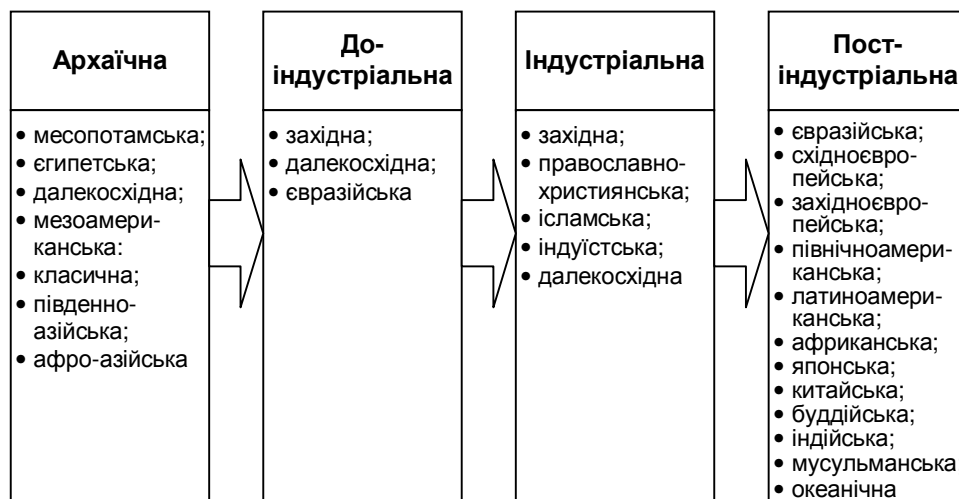 Архаїчна
• месопотамська;
• єгипетська;
• далекосхідна;
• мезоамери-
канська:
• класична;
• південно-
азійська;
• афро-азійська
До-
індустріальна
• західна;
• далекосхідна;
• євразійська
Індустріальна
• західна;
• православно-
християнська;
• ісламська;
• індуїстська;
• далекосхідна
Пост-
індустріальна
• євразійська;
• східноєвро-
пейська;
• західноєвро-
пейська;
• північноамери-
канська;
• латиноамери-
канська;
• африканська;
• японська;
• китайська;
• буддійська;
• індійська;
• мусульманська
• океанічна